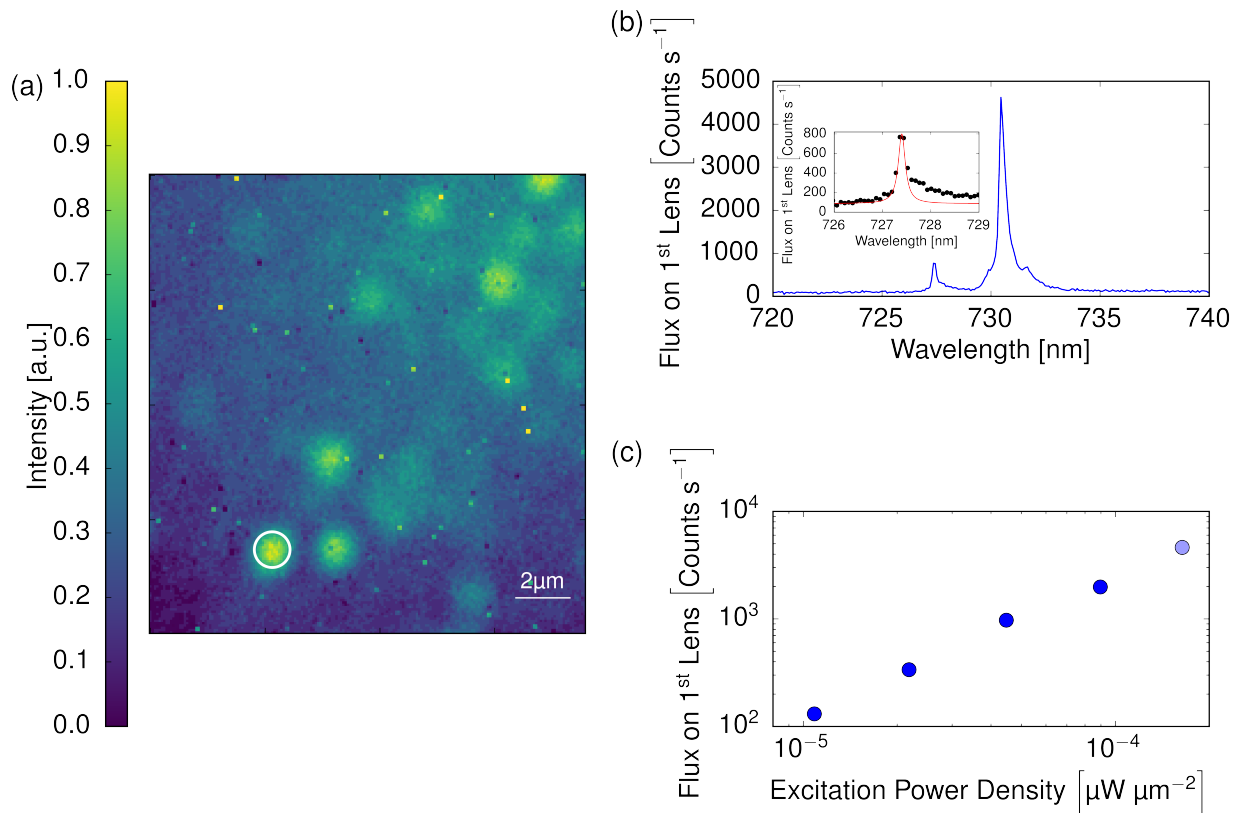 (a)
1.0
0.9
0.8
0.7
0.6
0.5
0.4
0.3
0.2
0.1
0.0
Intensity [a.u.]
2µm
(b)
Flux on 1st Lens [Counts s−1]
5000
4000
3000
2000
1000
0
720 725 730 735 740
Wavelength [nm]
Flux on 1st Lens [Counts s−1]
800
600
400
200
0
726 727 728 729
Wavelength [nm]
(c)
Flux on 1st Lens [Counts s−1]
10^4
10^3
10^2
10^−5 10^−4
Excitation Power Density [µW µm−2]